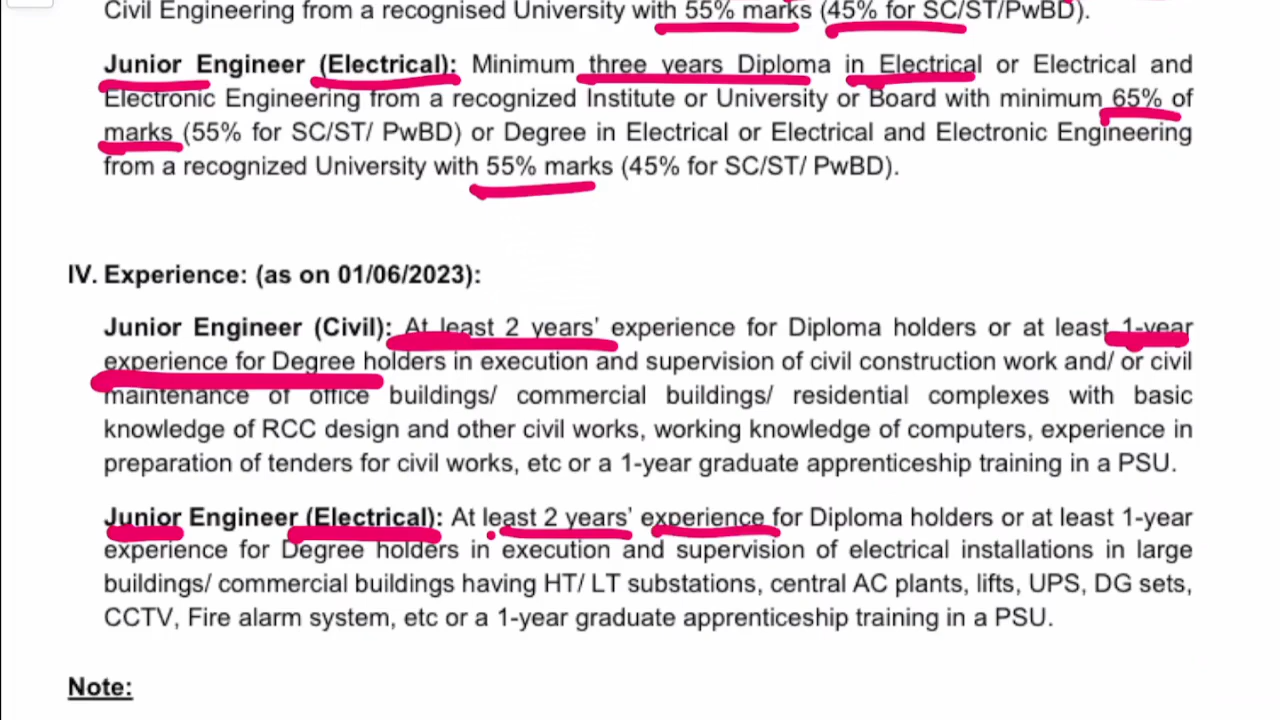 Civil Engineering from a recognised University with 55% marks (45% for SC/ST/PwBD).
Junior Engineer (Electrical): Minimum three years Diploma in Electrical or Electrical and
Electronic Engineering from a recognized Institute or University or Board with minimum 65% of
marks (55% for SC/ST/ PwBD) or Degree in Electrical or Electrical and Electronic Engineering
from a recognized University with 55% marks (45% for SC/ST/ PwBD).
IV. Experience: (as on 01/06/2023):
Junior Engineer (Civil): At least 2 years’ experience for Diploma holders or at least 1-year
experience for Degree holders in execution and supervision of civil construction work and/ or civil
maintenance of office buildings/ commercial buildings/ residential complexes with basic
knowledge of RCC design and other civil works, working knowledge of computers, experience in
preparation of tenders for civil works, etc or a 1-year graduate apprenticeship training in a PSU.
Junior Engineer (Electrical): At least 2 years’ experience for Diploma holders or at least 1-year
experience for Degree holders in execution and supervision of electrical installations in large
buildings/ commercial buildings having HT/ LT substations, central AC plants, lifts, UPS, DG sets,
CCTV, Fire alarm system, etc or a 1-year graduate apprenticeship training in a PSU.
Note: